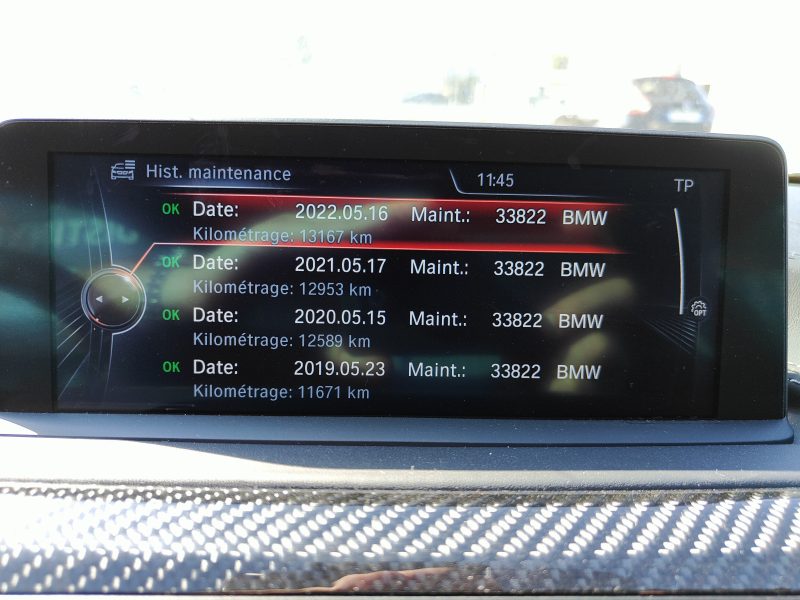 Hist. maintenance 11:45 TP
OK Date: 2022.05.16 Maint.: 33822 BMW
Kilométrage: 13167 km
OK Date: 2021.05.17 Maint.: 33822 BMW
Kilométrage: 12953 km
OK Date: 2020.05.15 Maint.: 33822 BMW
Kilométrage: 12589 km
OPT
OK Date: 2019.05.23 Maint.: 33822 BMW
Kilométrage: 11671 km